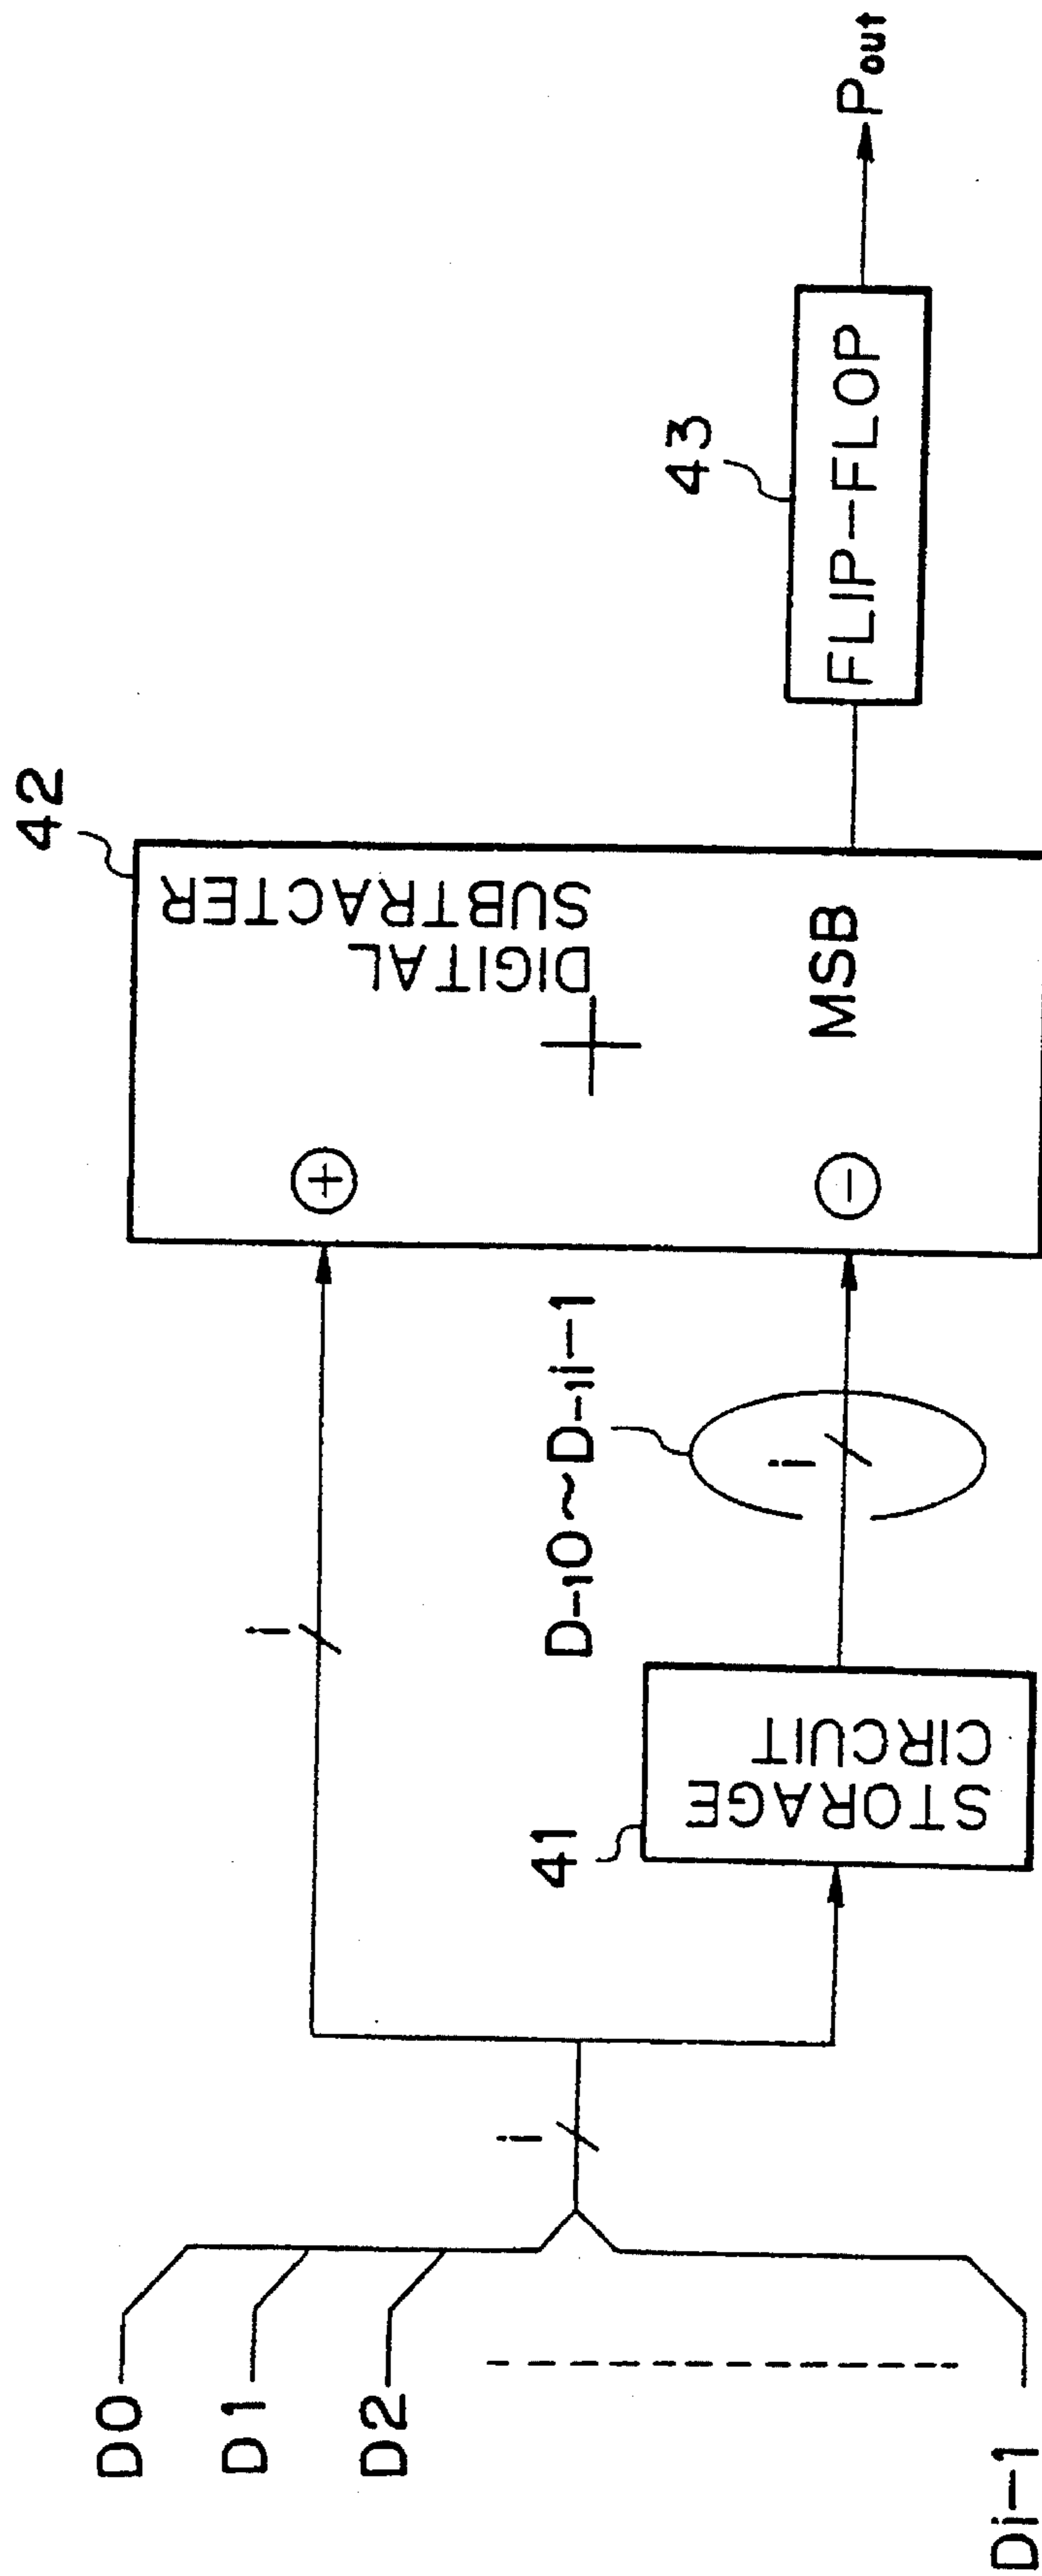 D0
D1
D2
Di-1
i
i
41
STORAGE
CIRCUIT
D-10~D-1i-1
i
42
+
-
DIGITAL
SUBTRACTER
MSB
43
FLIP-FLOP
Pout